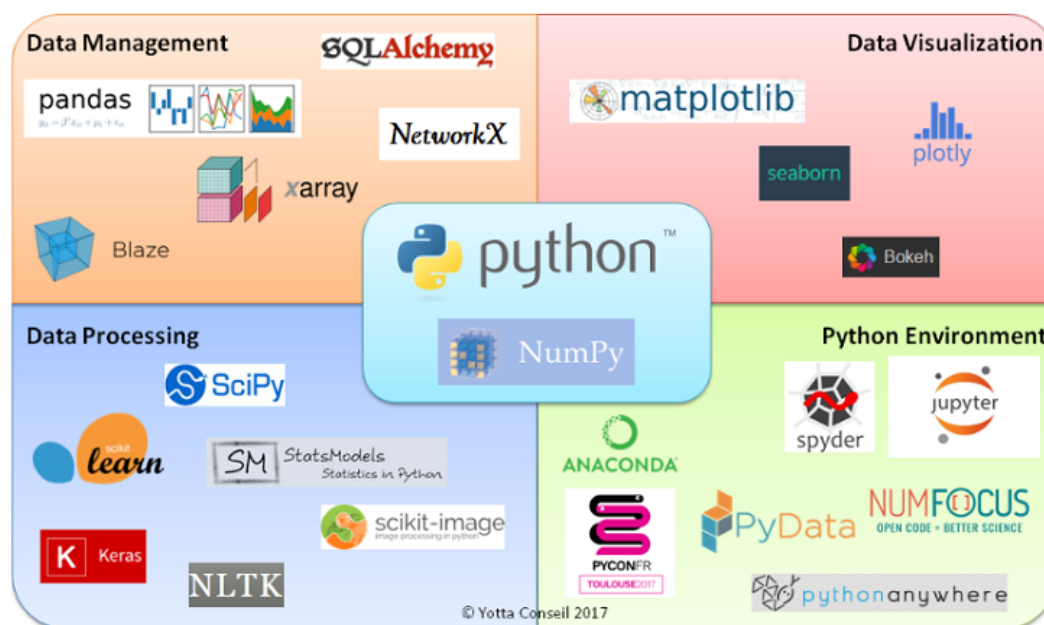 Data Management
SQLAlchemy
pandas
NetworkX
xarray
Blaze
Data Visualization
matplotlib
plotly
seaborn
Bokeh
python™
NumPy
Data Processing
SciPy
scikit
learn
SM
StatsModels
Statistics in Python
scikit-image
image processing in python
K
Keras
NLTK
Python Environment
spyder
jupyter
ANACONDA
PYCONFR
TOULOUSE2017
PyData
NUMFOCUS
OPEN CODE = BETTER SCIENCE
pythonanywhere
© Yotta Conseil 2017